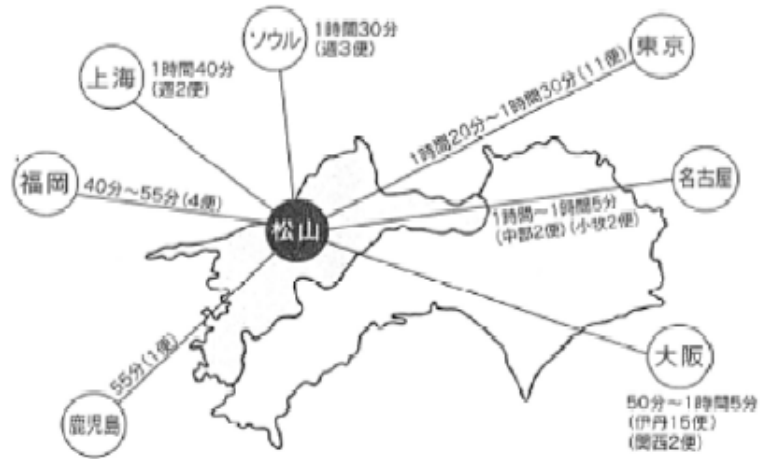 ソウル
1時間30分
(週3便)
東京
1時間20分～1時間30分(11便)
上海
1時間40分
(週2便)
福岡
40分～55分(4便)
松山
名古屋
1時間～1時間5分
(中部2便)(小牧2便)
大阪
50分～1時間5分
(伊丹15便)
(関西2便)
55分(1便)
鹿児島